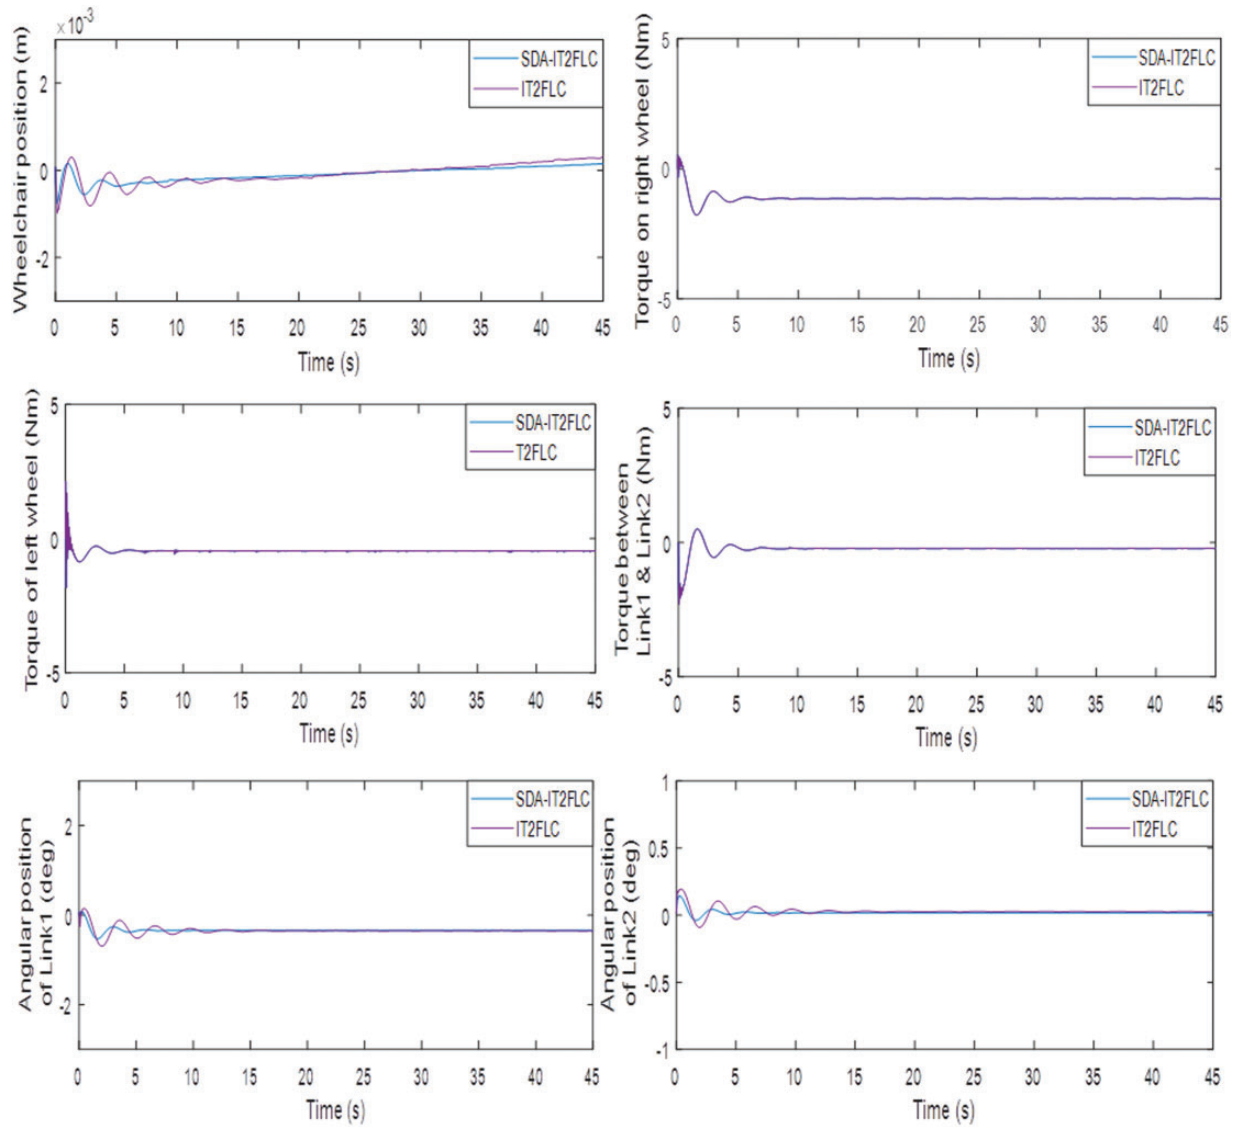 × 10⁻³
Wheelchair position (m)
2
0
-2
SDA-IT2FLC
IT2FLC
0 5 10 15 20 25 30 35 40 45
Time (s)
Torque on right wheel (Nm)
5
0
-5
SDA-IT2FLC
IT2FLC
0 5 10 15 20 25 30 35 40 45
Time (s)
Torque of left wheel (Nm)
5
0
-5
SDA-IT2FLC
T2FLC
0 5 10 15 20 25 30 35 40 45
Time (s)
Torque between
Link1 & Link2 (Nm)
5
0
-5
SDA-IT2FLC
IT2FLC
0 5 10 15 20 25 30 35 40 45
Time (s)
Angular position
of Link1 (deg)
2
0
-2
SDA-IT2FLC
IT2FLC
0 5 10 15 20 25 30 35 40 45
Time (s)
Angular position
of Link2 (deg)
1
0.5
0
-0.5
-1
SDA-IT2FLC
IT2FLC
0 5 10 15 20 25 30 35 40 45
Time (s)